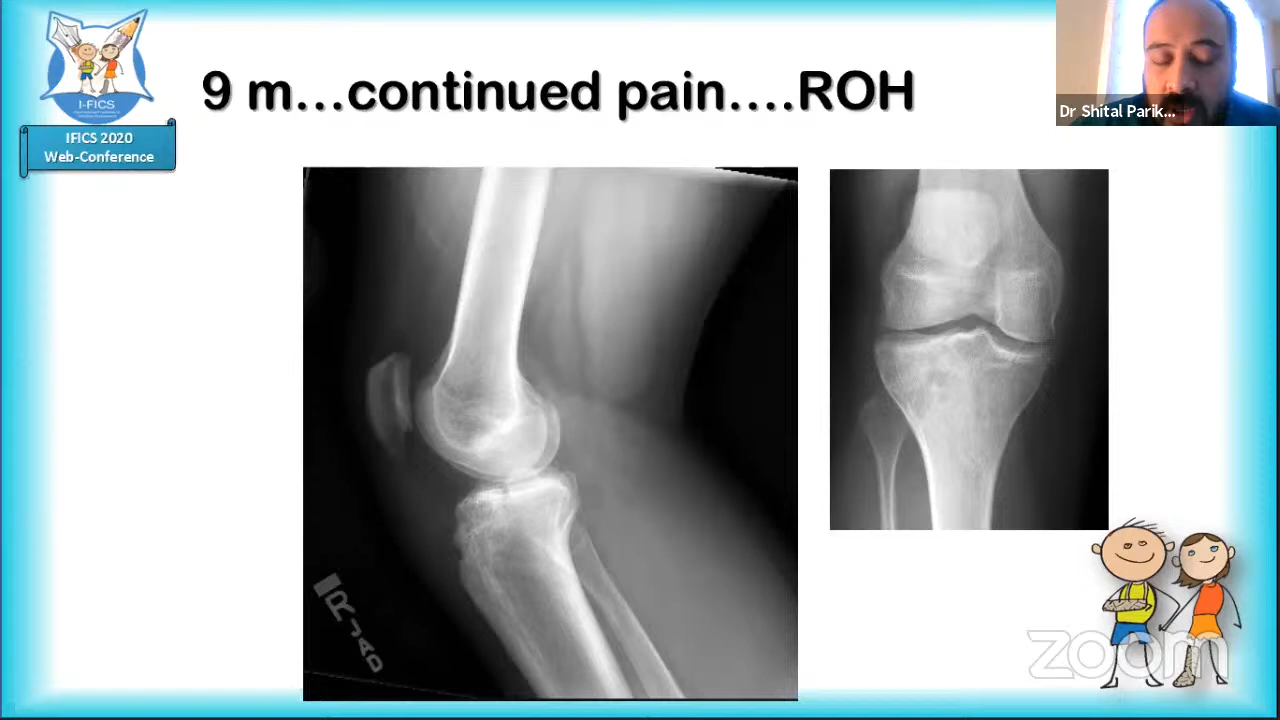 I-FICS
IFICS 2020
Web-Conference
9 m...continued pain....ROH
Dr Shital Parik...
R
JAD
zoom